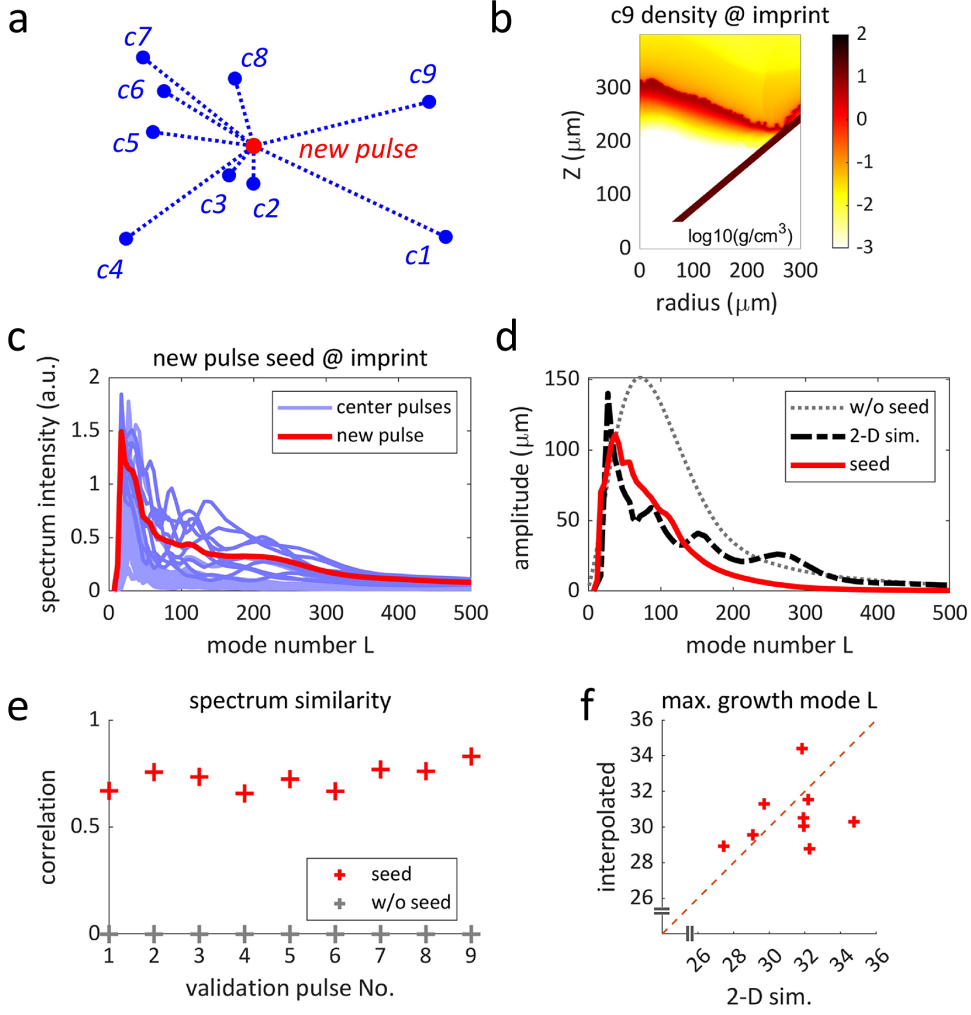 a
c7
c8
c9
c6
c5
new pulse
c3
c2
c4
c1
b
c9 density @ imprint
Z (μm)
300
200
100
0
log10(g/cm³)
0 100 200 300
radius (μm)
2
1
0
-1
-2
-3
c
new pulse seed @ imprint
spectrum intensity (a.u.)
2
1.5
1
0.5
0
center pulses
new pulse
0 100 200 300 400 500
mode number L
d
amplitude (μm)
150
100
50
0
w/o seed
2-D sim.
seed
0 100 200 300 400 500
mode number L
e
spectrum similarity
correlation
1
0.5
0
seed
w/o seed
1 2 3 4 5 6 7 8 9
validation pulse No.
f
max. growth mode L
interpolated
36
34
32
30
28
26
26 28 30 32 34 36
2-D sim.